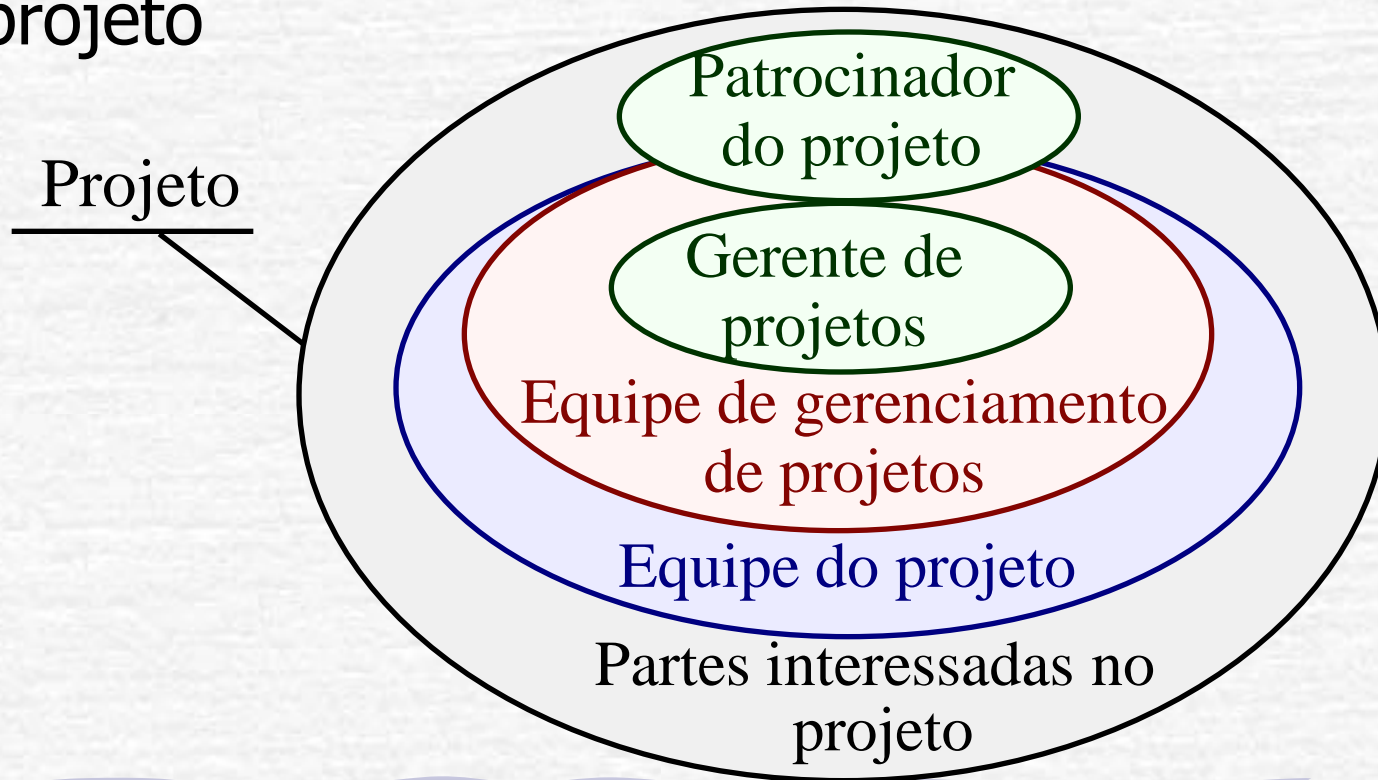 projeto
Projeto
Patrocinador
do projeto
Gerente de
projetos
Equipe de gerenciamento
de projetos
Equipe do projeto
Partes interessadas no
projeto